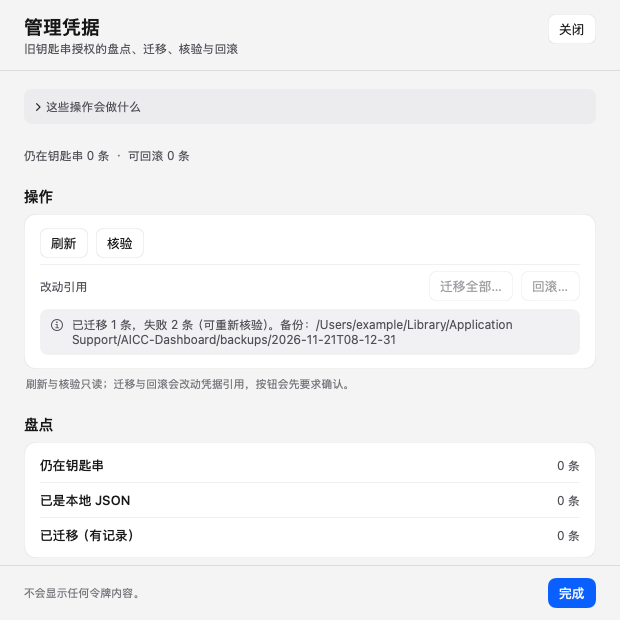 管理凭据
关闭
旧钥匙串授权的盘点、迁移、核验与回滚
这些操作会做什么
仍在钥匙串 0 条 · 可回滚 0 条
操作
刷新 核验
改动引用 迁移全部... 回滚...
已迁移 1 条，失败 2 条 (可重新核验)。备份：/Users/example/Library/Application
Support/AICC-Dashboard/backups/2026-11-21T08-12-31
刷新与核验只读；迁移与回滚会改动凭据引用，按钮会先要求确认。
盘点
仍在钥匙串 0 条
已是本地 JSON 0 条
已迁移（有记录） 0 条
不会显示任何令牌内容。 完成